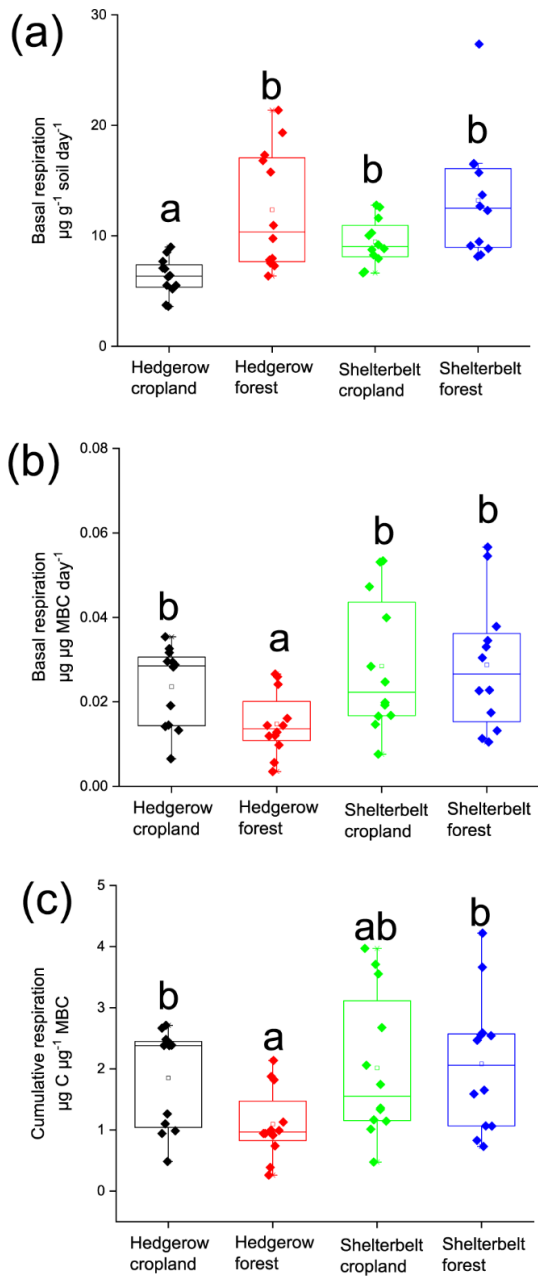 (a)
30
20
10
0
Basal respiration
µg g⁻¹ soil day⁻¹
a
b
b
b
Hedgerow
cropland
Hedgerow
forest
Shelterbelt
cropland
Shelterbelt
forest
(b)
0.08
0.06
0.04
0.02
0.00
Basal respiration
µg µg MBC day⁻¹
b
a
b
b
Hedgerow
cropland
Hedgerow
forest
Shelterbelt
cropland
Shelterbelt
forest
(c)
5
4
3
2
1
0
Cumulative respiration
µg C µg⁻¹ MBC
b
a
ab
b
Hedgerow
cropland
Hedgerow
forest
Shelterbelt
cropland
Shelterbelt
forest